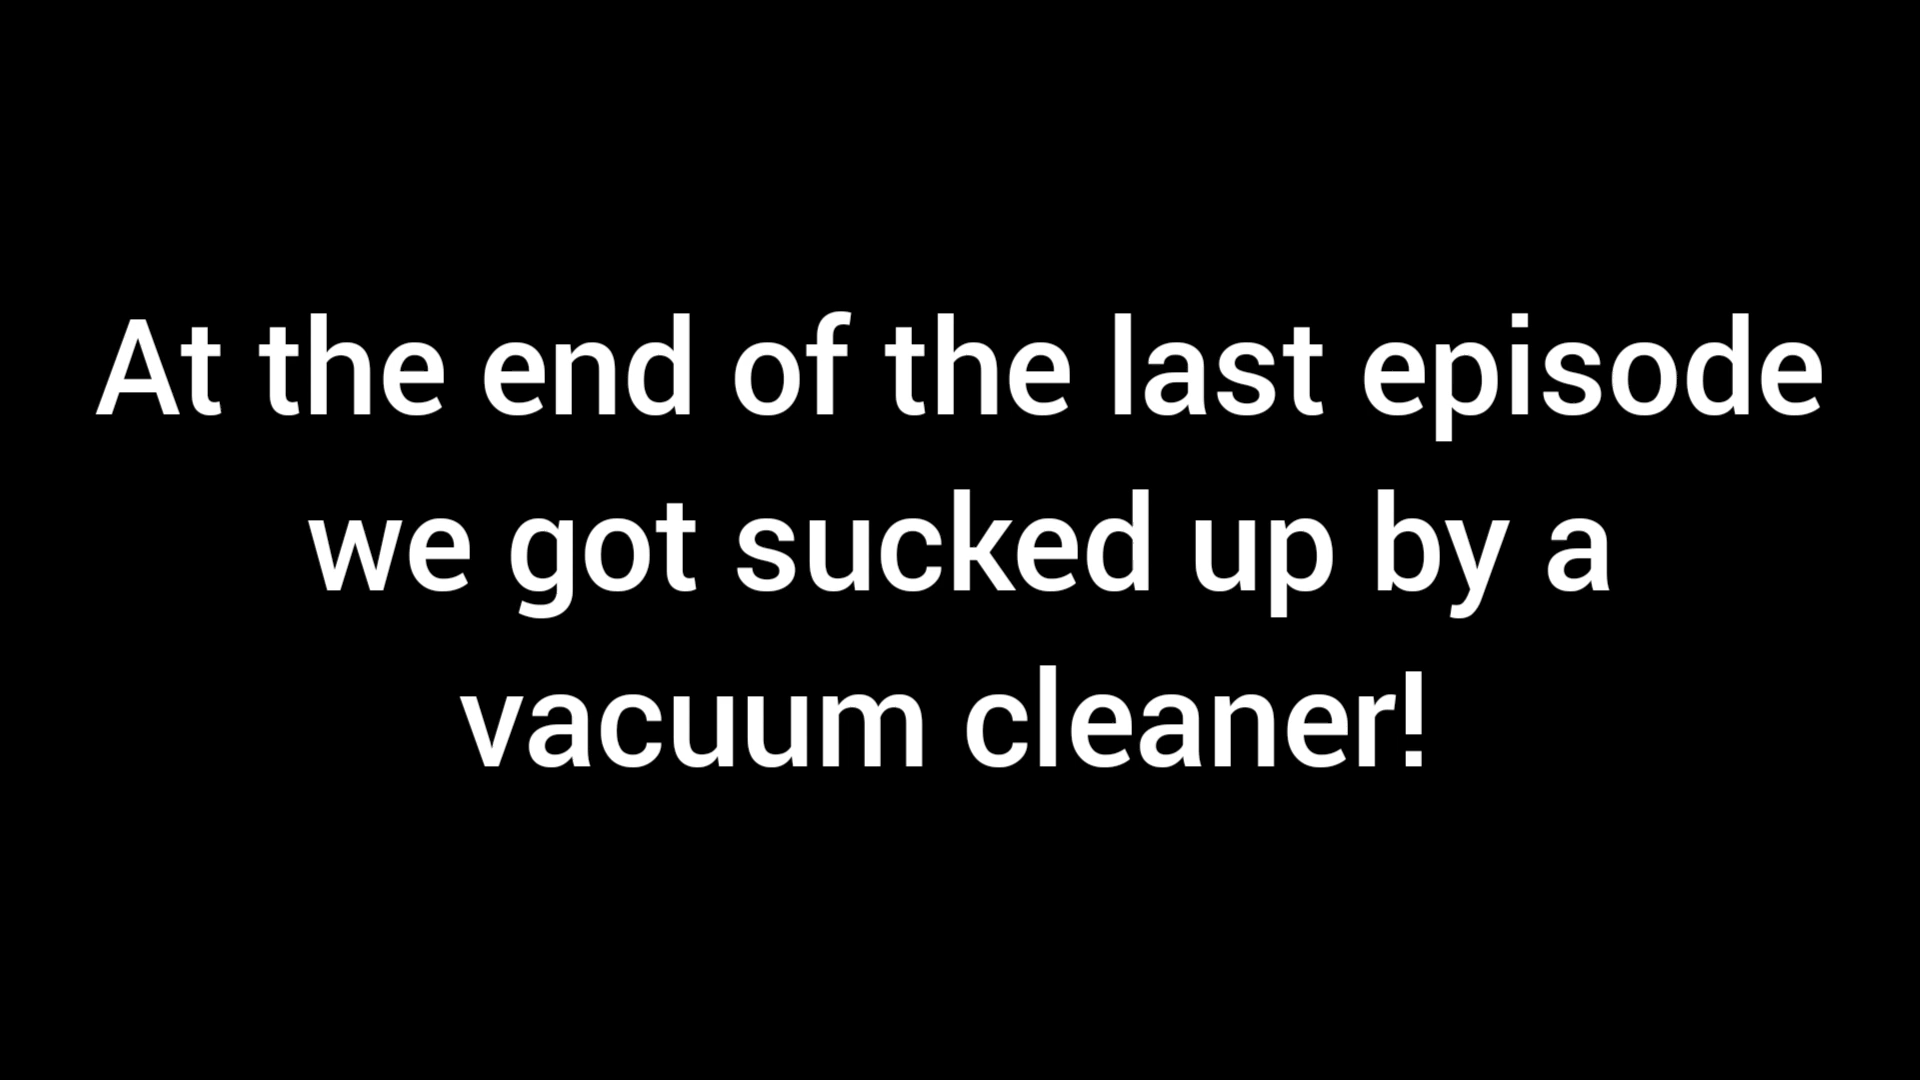 At the end of the last episode
we got sucked up by a
vacuum cleaner!